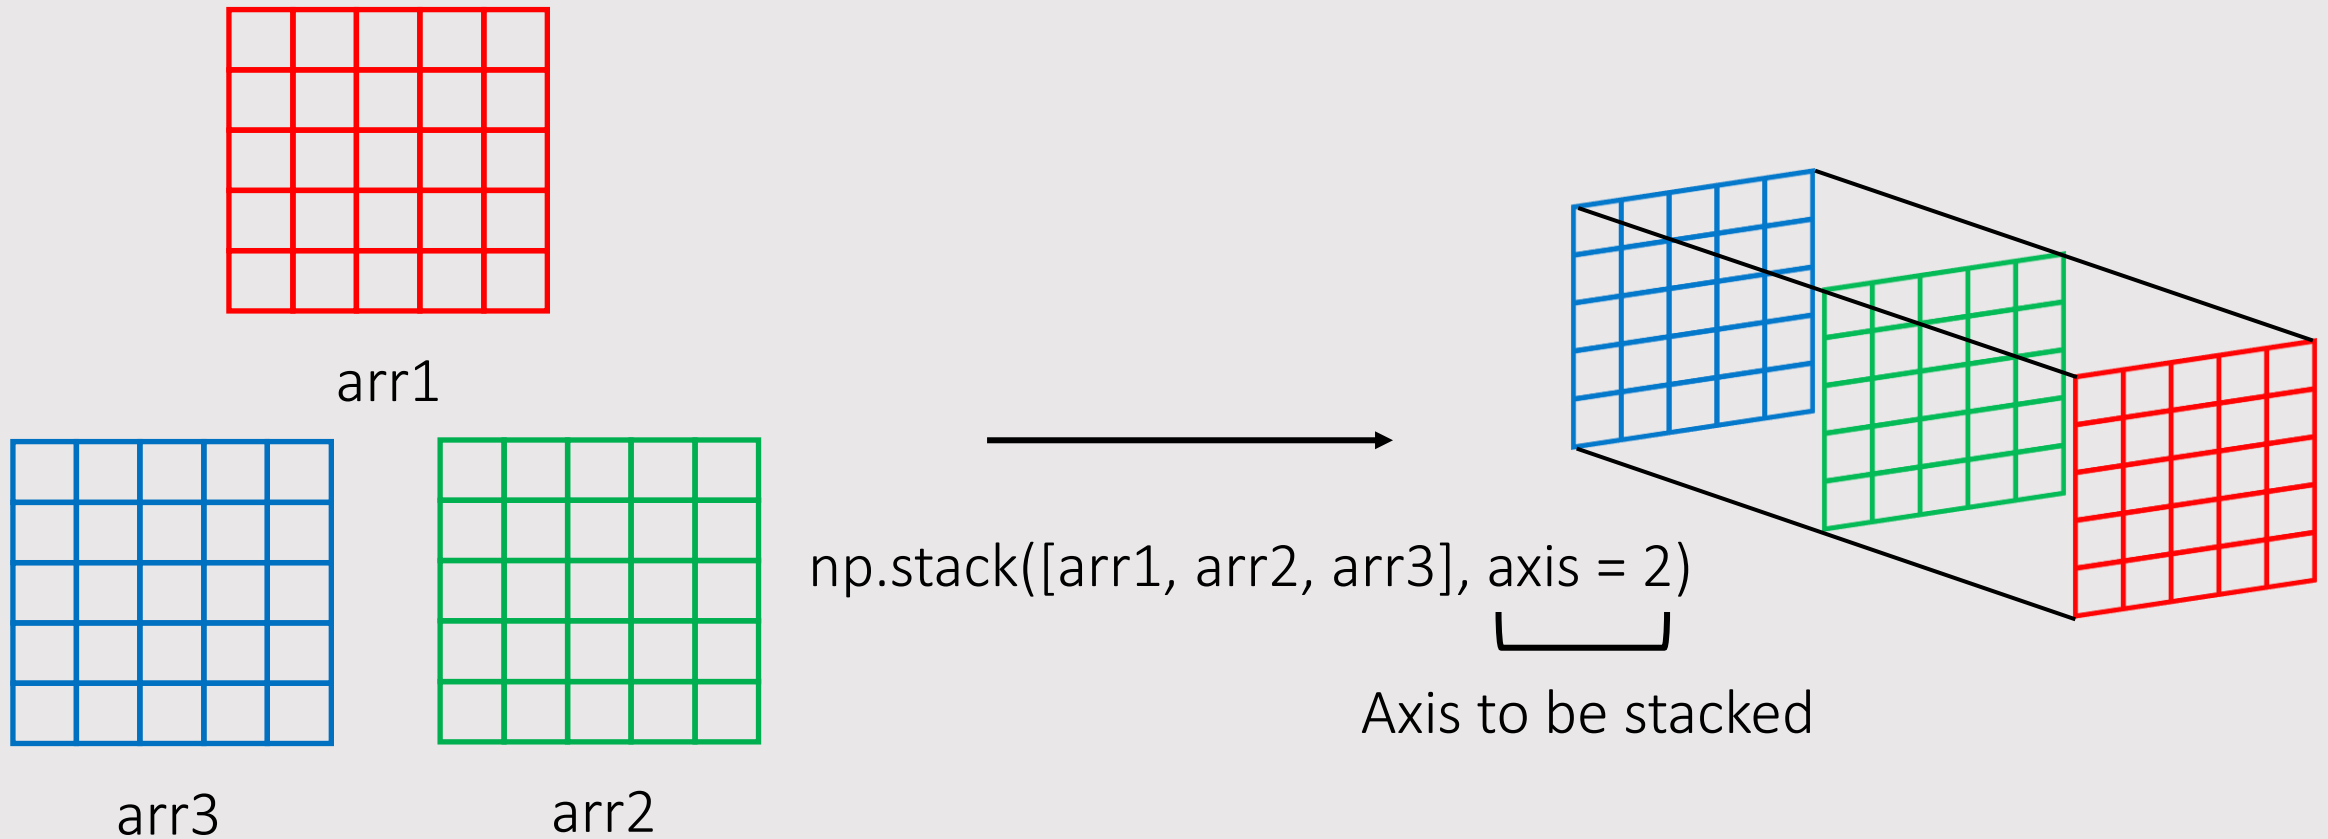 arr1
arr3
arr2
np.stack([arr1, arr2, arr3], axis = 2)
Axis to be stacked